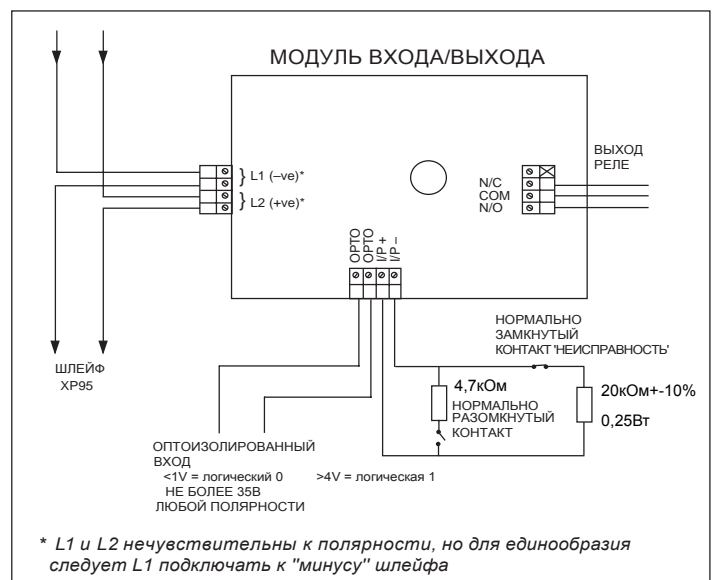 МОДУЛЬ ВХОДА/ВЫХОДА
L1 (–ve)*
L2 (+ve)*
ВЫХОД
РЕЛЕ
N/C
COM
N/O
OPTO
OPTO
I/P +
I/P –
ШЛЕЙФ
XP95
НОРМАЛЬНО
ЗАМКНУТЫЙ
КОНТАКТ 'НЕИСПРАВНОСТЬ'
4,7кОм
НОРМАЛЬНО
РАЗОМКНУТЫЙ
КОНТАКТ
20кОм+-10%
0,25Вт
ОПТОИЗОЛИРОВАННЫЙ
ВХОД
<1V = логический 0 >4V = логическая 1
НЕ БОЛЕЕ 35В
ЛЮБОЙ ПОЛЯРНОСТИ
* L1 и L2 нечувствительны к полярности, но для единообразия
следует L1 подключать к "минусу" шлейфа